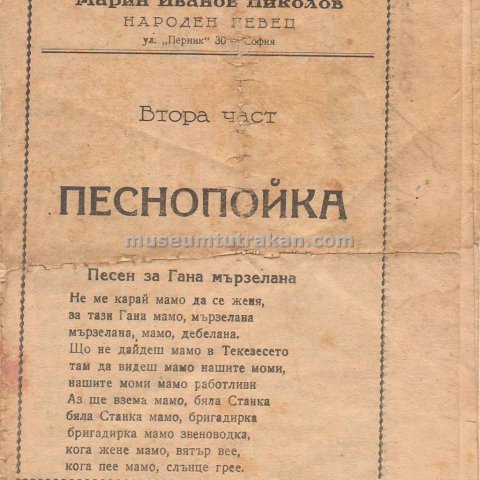 Марин Иванов Николов
НАРОДЕН ПЕВЕЦ
ул. „Перник" 30 — София
Втора част
ПЕСНОПОЙКА
museumtutrakan.com
Песен за Гана мързелана
Не ме карай мамо да се женя,
за тази Гана мамо, мързелана
мързелана, мамо, дебелана.
Що не дайдеш мамо в Текезесето
там да видеш мамо нашите моми,
нашите моми мамо работливи
Аз ще взема мамо, бяла Станка
бяла Станка мамо, бригадирка
бригадирка мамо звеноводка,
кога жене мамо, вятър вее,
кога пее мамо, слънце грее.